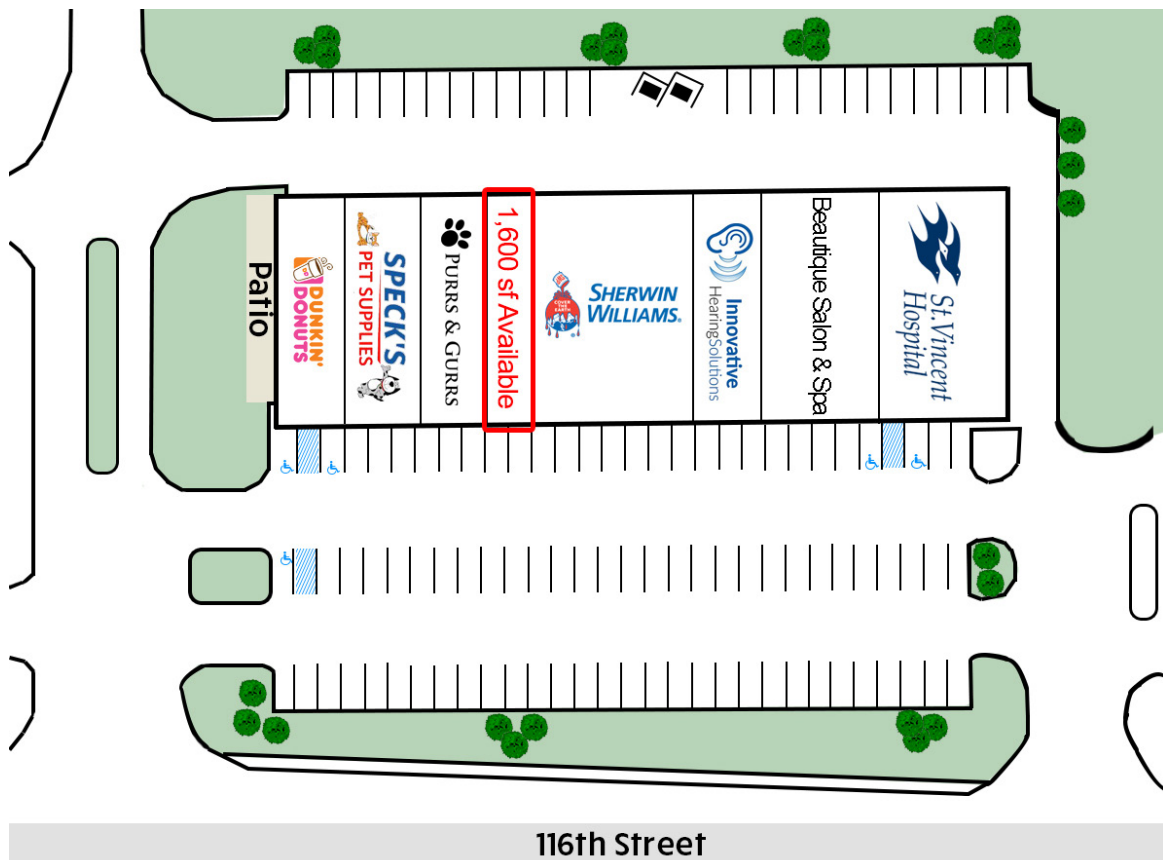 Patio
DUNKIN'
DONUTS
SPECK'S
PET SUPPLIES
PURRS & GURRS
1,600 sf Available
COVER
THE
EARTH
SHERWIN
WILLIAMS.
Innovative
HearingSolutions
Beautique Salon & Spa
St.Vincent
Hospital
116th Street